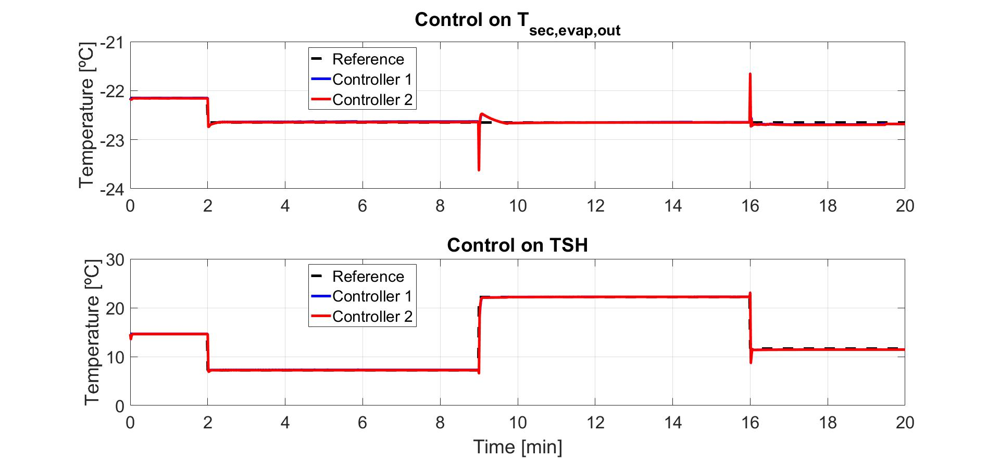 Control on Tsec,evap,out
Temperature [ºC]
-21
-22
-23
-24
Reference
Controller 1
Controller 2
0 2 4 6 8 10 12 14 16 18 20
Control on TSH
Temperature [ºC]
30
20
10
0
Reference
Controller 1
Controller 2
0 2 4 6 8 10 12 14 16 18 20
Time [min]